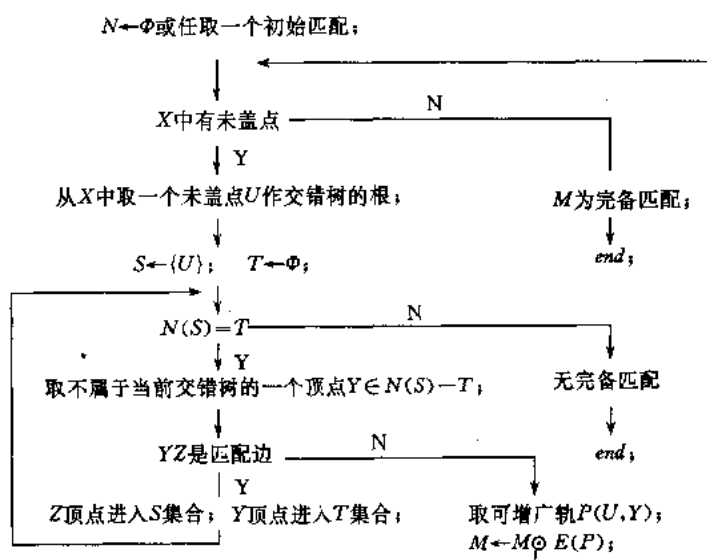 N←Φ或任取一个初始匹配;
X中有未盖点
N
Y
从X中取一个未盖点U作交错树的根;
M为完备匹配;
S←{U}; T←Φ;
end;
N(S)=T
N
Y
取不属于当前交错树的一个顶点Y∈N(S)-T;
无完备匹配
YZ是匹配边
N
end;
Y
Z顶点进入S集合; Y顶点进入T集合;
取可增广轨P(U,Y);
M←M⊙E(P);